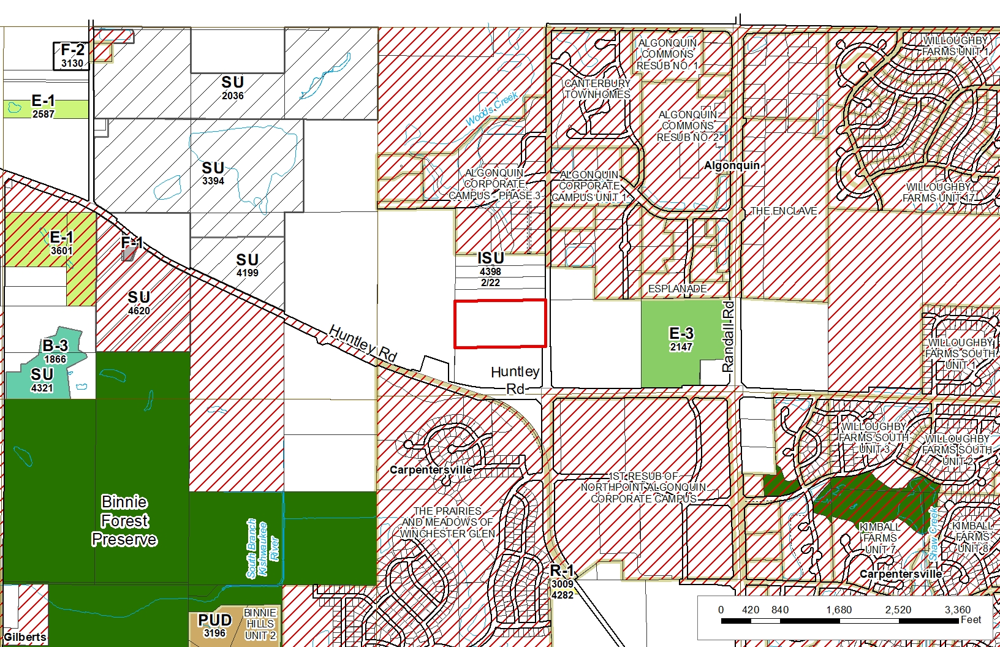 F-2
3130
E-1
2587
SU
2036
Woods Creek
ALGONQUIN
COMMONS
RESUB NO. 1
CANTERBURY
TOWNHOMES
ALGONQUIN
COMMONS
RESUB NO. 2
WILLOUGHBY
FARMS UNIT 1
SU
3394
ALGONQUIN
CORPORATE
CAMPUS - PHASE 3
ALGONQUIN
CORPORATE
CAMPUS UNIT 1
Algonquin
WILLOUGHBY
FARMS UNIT 17
THE ENCLAVE
E-1
3601
F-1
SU
4199
ISU
4398
2/22
ESPLANADE
SU
4620
Huntley Rd
E-3
2147
Randall Rd
B-3
1866
SU
4321
Huntley
Rd
WILLOUGHBY
FARMS SOUTH
UNIT 1
WILLOUGHBY
FARMS SOUTH
UNIT 3
WILLOUGHBY
FARMS SOUTH
UNIT 2
Carpentersville
1ST RESUB OF
NORTHPOINT ALGONQUIN
CORPORATE CAMPUS
Binnie
Forest
Preserve
South Branch
Kishwaukee
River
THE PRAIRIES
AND MEADOWS OF
WINCHESTER GLEN
KIMBALL
FARMS
UNIT 7
Shaw Creek
KIMBALL
FARMS
UNIT 8
R-1
3009
4282
Carpentersville
PUD
3196
BINNIE
HILLS
UNIT 2
Gilberts
0 420 840 1,680 2,520 3,360
Feet